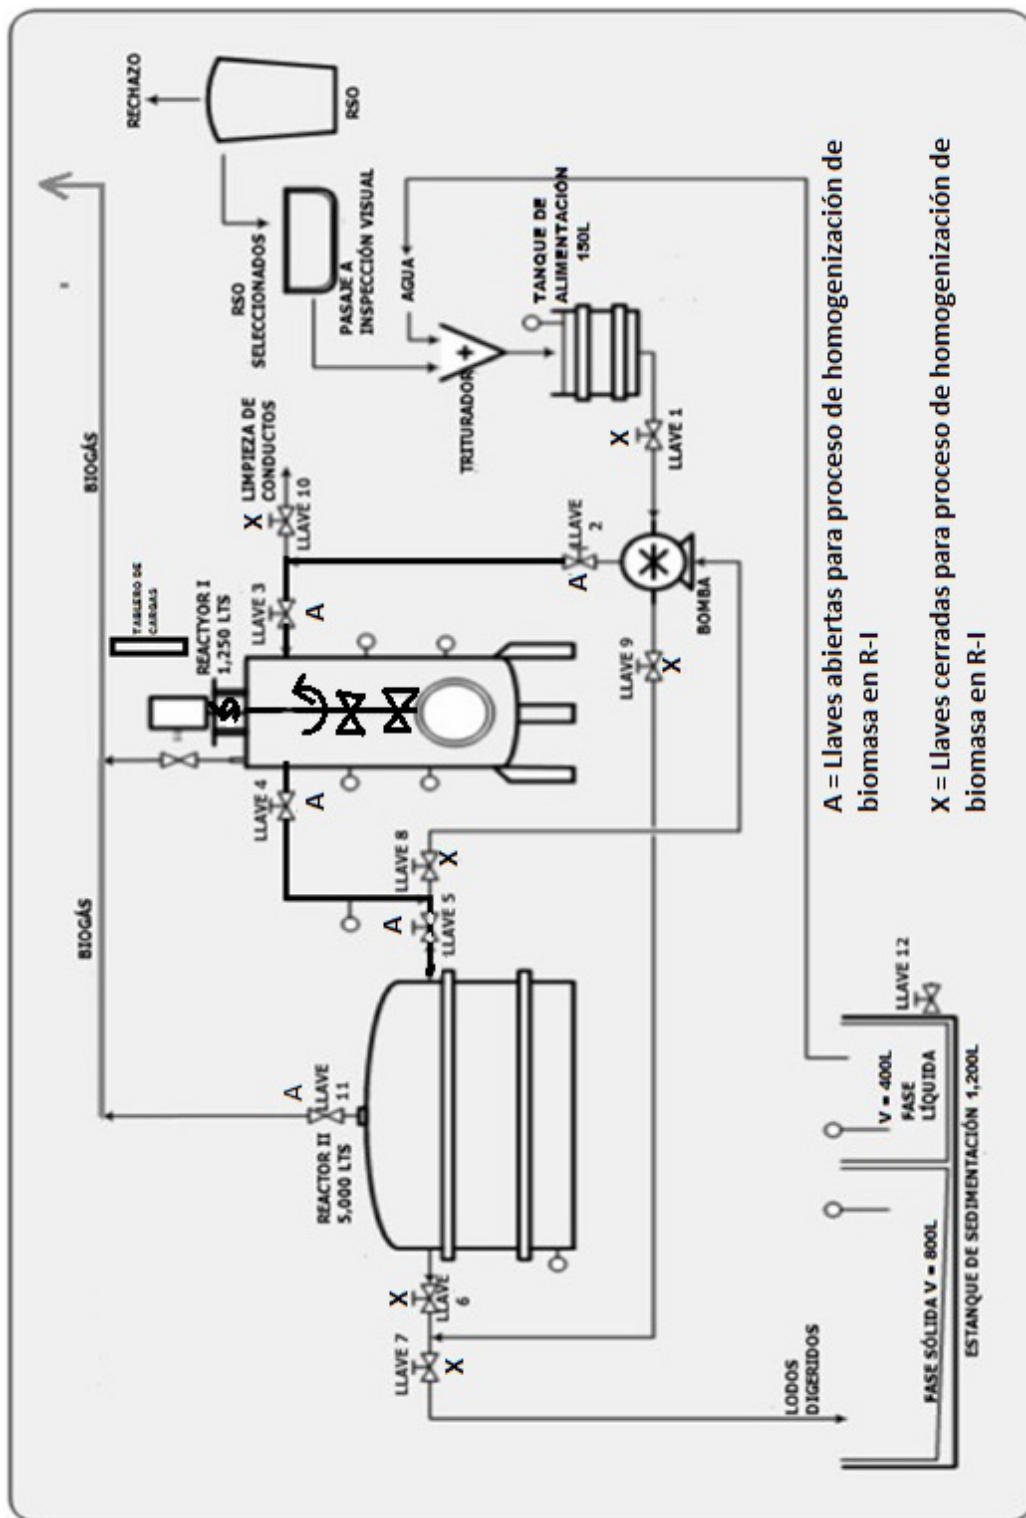 RECHAZO
RSO
RSO
SELECCIONADOS
PASAJE A
INSPECCIÓN VISUAL
AGUA
TRITURADOR
TANQUE DE
ALIMENTACIÓN
150L
X
LLAVE 1
BIOGÁS
X
LIMPIEZA DE
CONDUCTOS
LLAVE 10
LLAVE
2
A
BOMBA
TABLERO DE
CARGAS
REACTYOR I
1,250 LTS
LLAVE 3
A
LLAVE 9
X
LLAVE 4
A
LLAVE 8
X
BIOGÁS
A
LLAVE 5
A
LLAVE
11
REACTOR II
5,000 LTS
X
LLAVE
6
LLAVE 7
X
LODOS
DIGERIDOS
LLAVE 12
V = 400L
FASE
LÍQUIDA
FASE SÓLIDA V = 800L
ESTANQUE DE SEDIMENTACIÓN 1,200L
A = Llaves abiertas para proceso de homogenización de
biomasa en R-I
X = Llaves cerradas para proceso de homogenización de
biomasa en R-I